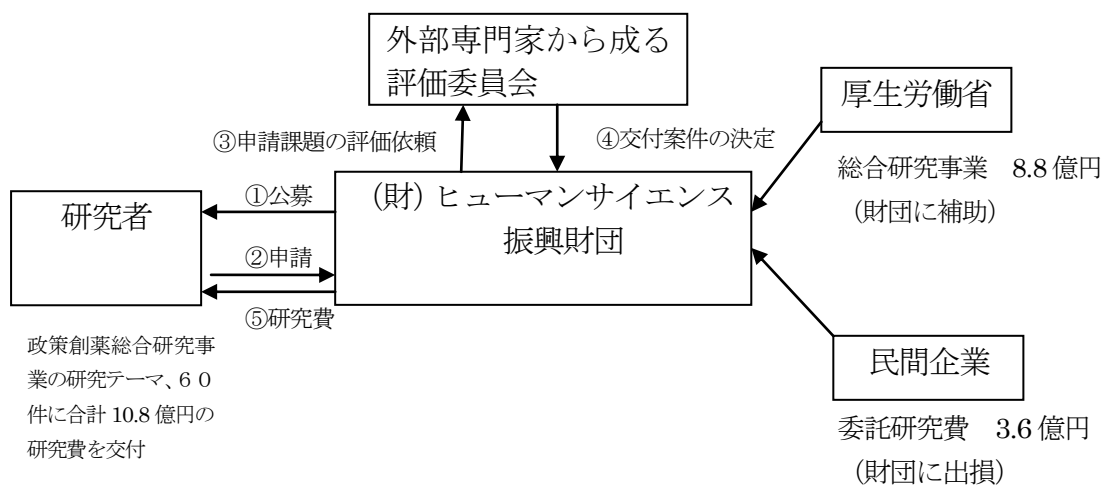 外部専門家から成る
評価委員会
厚生労働省
③申請課題の評価依頼
④交付案件の決定
総合研究事業　8.8 億円
（財団に補助）
研究者
①公募
（財）ヒューマンサイエンス
振興財団
②申請
⑤研究費
政策創薬総合研究事
業の研究テーマ、６０
件に合計 10.8 億円の
研究費を交付
民間企業
委託研究費　3.6 億円
（財団に出損）